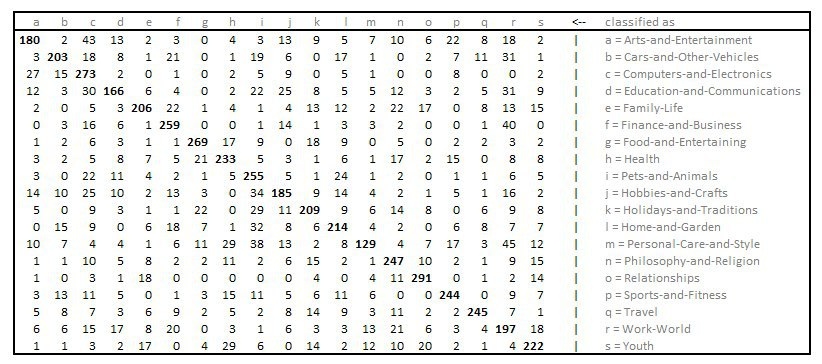 a b c d e f g h i j k l m n o p q r s <-- classified as
180 2 43 13 2 3 0 4 3 13 9 5 7 10 6 22 8 18 2 | a = Arts-and-Entertainment
3 203 18 8 1 21 0 1 19 6 0 17 1 0 2 7 11 31 1 | b = Cars-and-Other-Vehicles
27 15 273 2 0 1 0 2 5 9 0 5 1 0 0 8 0 0 2 | c = Computers-and-Electronics
12 3 30 166 6 4 0 2 22 25 8 5 5 12 3 2 5 31 9 | d = Education-and-Communications
2 0 5 3 206 22 1 4 1 4 13 12 2 22 17 0 8 13 15 | e = Family-Life
0 3 16 6 1 259 0 0 1 14 1 3 3 2 0 0 1 40 0 | f = Finance-and-Business
1 2 6 3 1 1 269 17 9 0 18 9 0 5 0 2 2 3 2 | g = Food-and-Entertaining
3 2 5 8 7 5 21 233 5 3 1 6 1 17 2 15 0 8 8 | h = Health
3 0 22 11 4 2 1 5 255 5 1 24 1 2 0 1 1 6 5 | i = Pets-and-Animals
14 10 25 10 2 13 3 0 34 185 9 14 4 2 1 5 1 16 2 | j = Hobbies-and-Crafts
5 0 9 3 1 1 22 0 29 11 209 9 6 14 8 0 6 9 8 | k = Holidays-and-Traditions
0 15 9 0 6 18 7 1 32 8 6 214 4 2 0 6 8 7 7 | l = Home-and-Garden
10 7 4 4 1 6 11 29 38 13 2 8 129 4 7 17 3 45 12 | m = Personal-Care-and-Style
1 1 10 5 8 2 2 11 2 6 15 2 1 247 10 2 1 9 15 | n = Philosophy-and-Religion
1 0 3 1 18 0 0 0 0 0 4 0 4 11 291 0 1 2 14 | o = Relationships
3 13 11 5 0 1 3 15 11 5 6 11 6 0 0 244 0 9 7 | p = Sports-and-Fitness
5 8 7 3 6 9 2 5 2 8 14 9 3 11 2 2 245 7 1 | q = Travel
6 6 15 17 8 20 0 3 1 6 3 3 13 21 6 3 4 197 18 | r = Work-World
1 1 3 2 17 0 4 29 6 0 14 2 12 10 20 2 1 4 222 | s = Youth